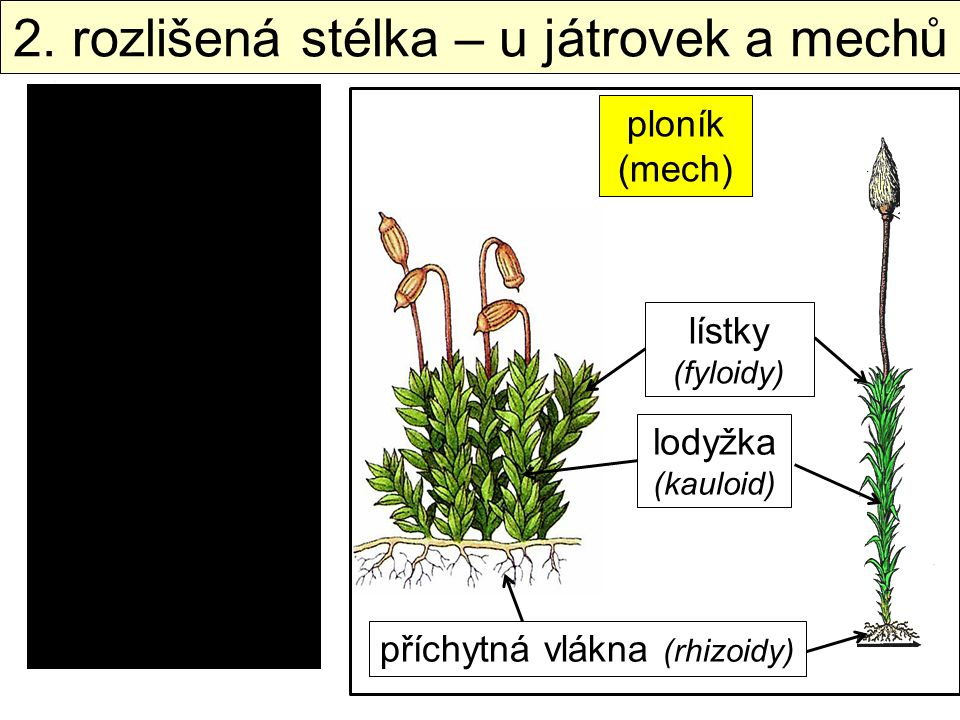 2. rozlišená stélka – u játrovek a mechů
ploník
(mech)
lístky
(fyloidy)
lodyžka
(kauloid)
příchytná vlákna (rhizoidy)